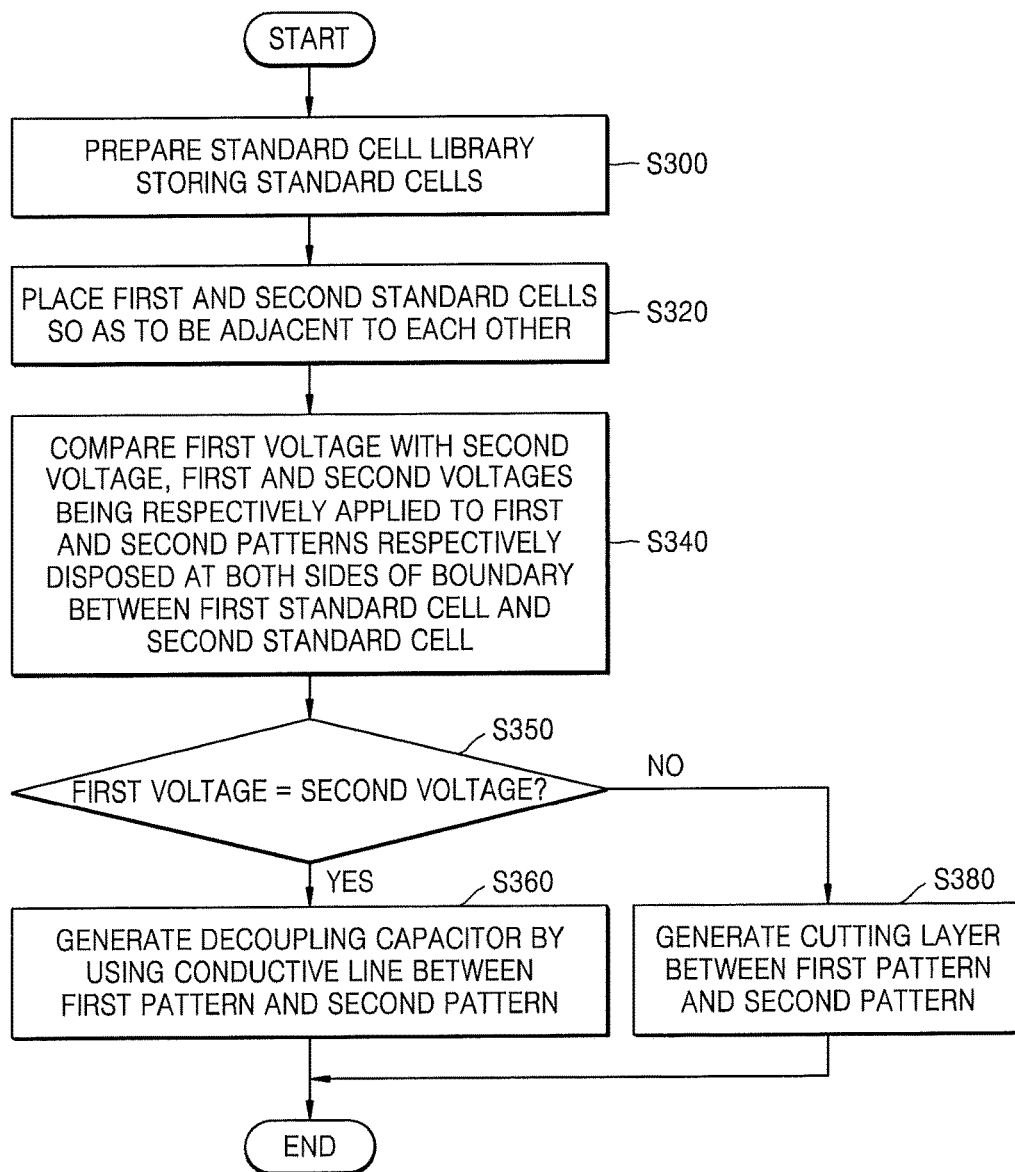 START
PREPARE STANDARD CELL LIBRARY
STORING STANDARD CELLS
S300
PLACE FIRST AND SECOND STANDARD CELLS
SO AS TO BE ADJACENT TO EACH OTHER
S320
COMPARE FIRST VOLTAGE WITH SECOND
VOLTAGE, FIRST AND SECOND VOLTAGES
BEING RESPECTIVELY APPLIED TO FIRST
AND SECOND PATTERNS RESPECTIVELY
DISPOSED AT BOTH SIDES OF BOUNDARY
BETWEEN FIRST STANDARD CELL AND
SECOND STANDARD CELL
S340
S350
FIRST VOLTAGE = SECOND VOLTAGE?
NO
YES
S360
GENERATE DECOUPLING CAPACITOR BY
USING CONDUCTIVE LINE BETWEEN
FIRST PATTERN AND SECOND PATTERN
S380
GENERATE CUTTING LAYER
BETWEEN FIRST PATTERN
AND SECOND PATTERN
END